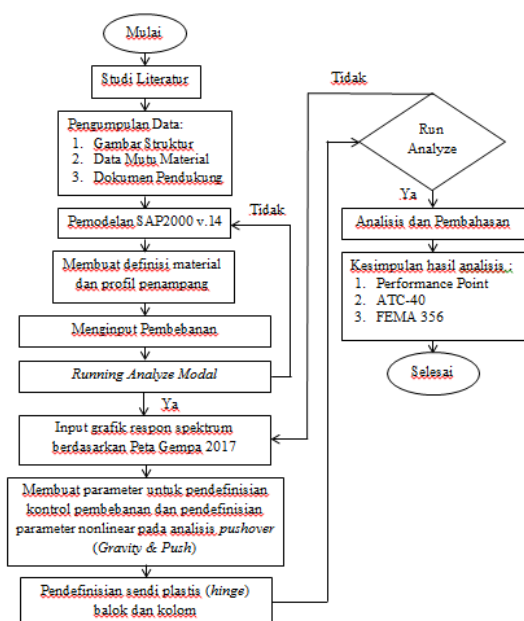 Mulai
Studi Literatur
Pengumpulan Data:
1. Gambar Struktur
2. Data Mutu Material
3. Dokumen Pendukung
Pemodelan SAP2000 v.14
Tidak
Membuat definisi material
dan profil penampang
Menginput Pembebanan
Running Analyze Modal
Ya
Input grafik respon spektrum
berdasarkan Peta Gempa 2017
Membuat parameter untuk pendefinisian
kontrol pembebanan dan pendefinisian
parameter nonlinear pada analisis pushover
(Gravity & Push)
Pendefinisian sendi plastis (hinge)
balok dan kolom
Tidak
Run
Analyze
Ya
Analisis dan Pembahasan
Kesimpulan hasil analisis :
1. Performance Point
2. ATC-40
3. FEMA 356
Selesai